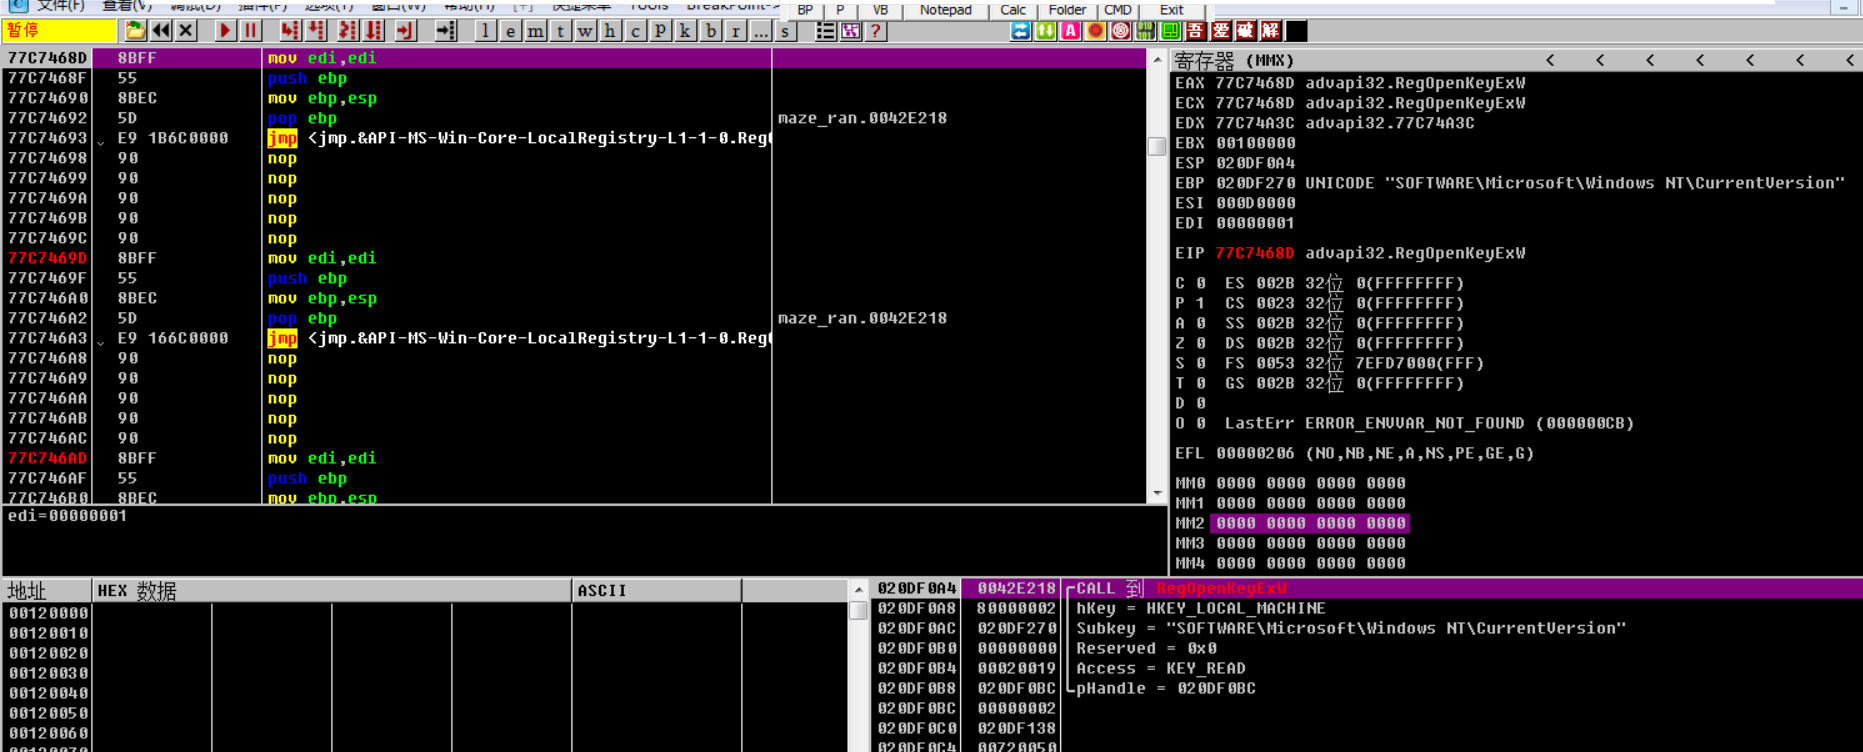 文件(F) 查看(V) 调试(D) 插件(P) 选项(T) 窗口(W) 帮助(H) [+] 快捷菜单 Tools BreakPoint->
BP P VB Notepad Calc Folder CMD Exit
暂停 l e m t w h c P k b r ... s ? A 吾 爱 破 解
77C7468D 8BFF mov edi,edi
77C7468F 55 push ebp
77C74690 8BEC mov ebp,esp
77C74692 5D pop ebp maze_ran.0042E218
77C74693 E9 1B6C0000 jmp <jmp.&API-MS-Win-Core-LocalRegistry-L1-1-0.Reg
77C74698 90 nop
77C74699 90 nop
77C7469A 90 nop
77C7469B 90 nop
77C7469C 90 nop
77C7469D 8BFF mov edi,edi
77C7469F 55 push ebp
77C746A0 8BEC mov ebp,esp
77C746A2 5D pop ebp maze_ran.0042E218
77C746A3 E9 166C0000 jmp <jmp.&API-MS-Win-Core-LocalRegistry-L1-1-0.Reg
77C746A8 90 nop
77C746A9 90 nop
77C746AA 90 nop
77C746AB 90 nop
77C746AC 90 nop
77C746AD 8BFF mov edi,edi
77C746AF 55 push ebp
77C746B0 8BEC mov ebp,esp
edi=00000001
寄存器 (MMX) < < < < < < <
EAX 77C7468D advapi32.RegOpenKeyExW
ECX 77C7468D advapi32.RegOpenKeyExW
EDX 77C74A3C advapi32.77C74A3C
EBX 00100000
ESP 020DF0A4
EBP 020DF270 UNICODE "SOFTWARE\Microsoft\Windows NT\CurrentVersion"
ESI 000D0000
EDI 00000001
EIP 77C7468D advapi32.RegOpenKeyExW
C 0 ES 002B 32位 0(FFFFFFFF)
P 1 CS 0023 32位 0(FFFFFFFF)
A 0 SS 002B 32位 0(FFFFFFFF)
Z 0 DS 002B 32位 0(FFFFFFFF)
S 0 FS 0053 32位 7EFD7000(FFF)
T 0 GS 002B 32位 0(FFFFFFFF)
D 0
O 0 LastErr ERROR_ENVVAR_NOT_FOUND (000000CB)
EFL 00000206 (NO,NB,NE,A,NS,PE,GE,G)
MM0 0000 0000 0000 0000
MM1 0000 0000 0000 0000
MM2 0000 0000 0000 0000
MM3 0000 0000 0000 0000
MM4 0000 0000 0000 0000
地址 HEX 数据 ASCII
00120000
00120010
00120020
00120030
00120040
00120050
00120060
00120070
020DF0A4 0042E218 CALL 到 RegOpenKeyExW
020DF0A8 80000002 hKey = HKEY_LOCAL_MACHINE
020DF0AC 020DF270 Subkey = "SOFTWARE\Microsoft\Windows NT\CurrentVersion"
020DF0B0 00000000 Reserved = 0x0
020DF0B4 00020019 Access = KEY_READ
020DF0B8 020DF0BC pHandle = 020DF0BC
020DF0BC 00000002
020DF0C0 020DF138
020DF0C4 00720050